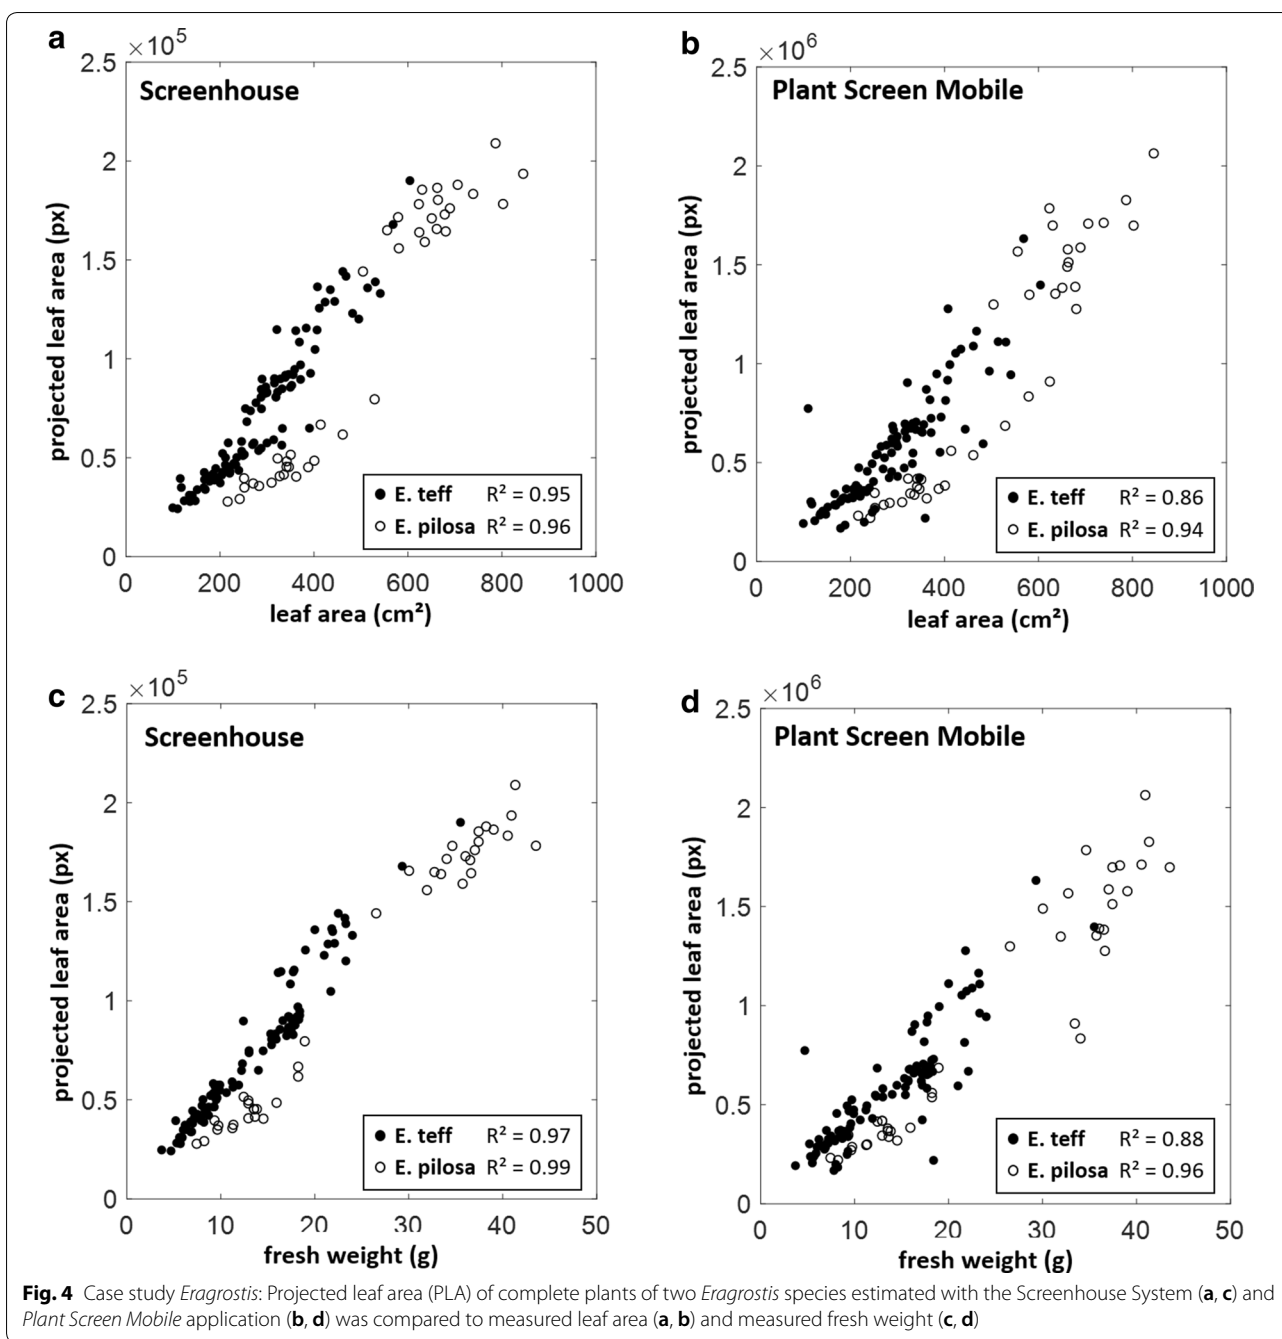 a
×10⁵
Screenhouse
2.5
2
1.5
1
0.5
0
projected leaf area (px)
E. teff R² = 0.95
E. pilosa R² = 0.96
0 200 400 600 800 1000
leaf area (cm²)
b
×10⁶
Plant Screen Mobile
2.5
2
1.5
1
0.5
0
projected leaf area (px)
E. teff R² = 0.86
E. pilosa R² = 0.94
0 200 400 600 800 1000
leaf area (cm²)
c
×10⁵
Screenhouse
2.5
2
1.5
1
0.5
0
projected leaf area (px)
E. teff R² = 0.97
E. pilosa R² = 0.99
0 10 20 30 40 50
fresh weight (g)
d
×10⁶
Plant Screen Mobile
2.5
2
1.5
1
0.5
0
projected leaf area (px)
E. teff R² = 0.88
E. pilosa R² = 0.96
0 10 20 30 40 50
fresh weight (g)
Fig. 4 Case study Eragrostis: Projected leaf area (PLA) of complete plants of two Eragrostis species estimated with the Screenhouse System (a, c) and
Plant Screen Mobile application (b, d) was compared to measured leaf area (a, b) and measured fresh weight (c, d)